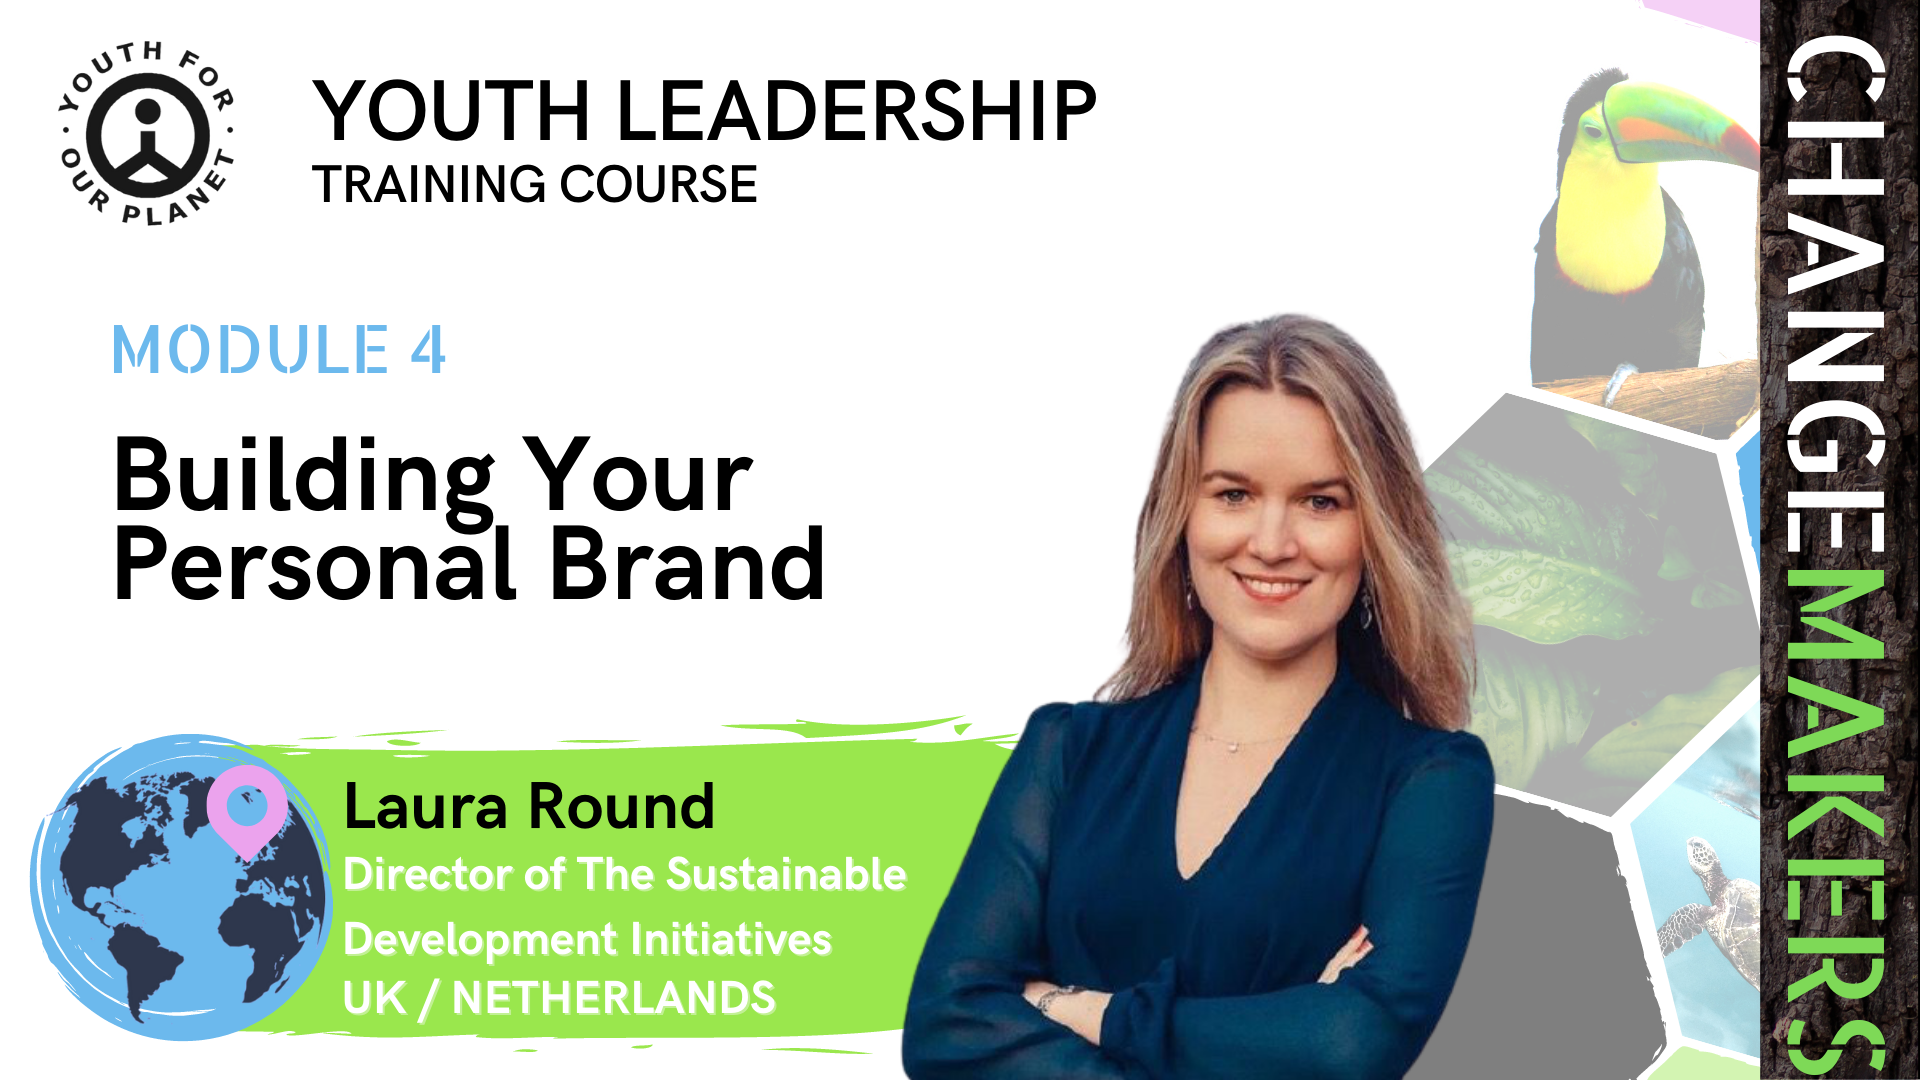 YOUTH FOR
· OUR PLANET ·
YOUTH LEADERSHIP
TRAINING COURSE
MODULE 4
Building Your
Personal Brand
Laura Round
Director of The Sustainable
Development Initiatives
UK / NETHERLANDS
CHANGEMAKERS